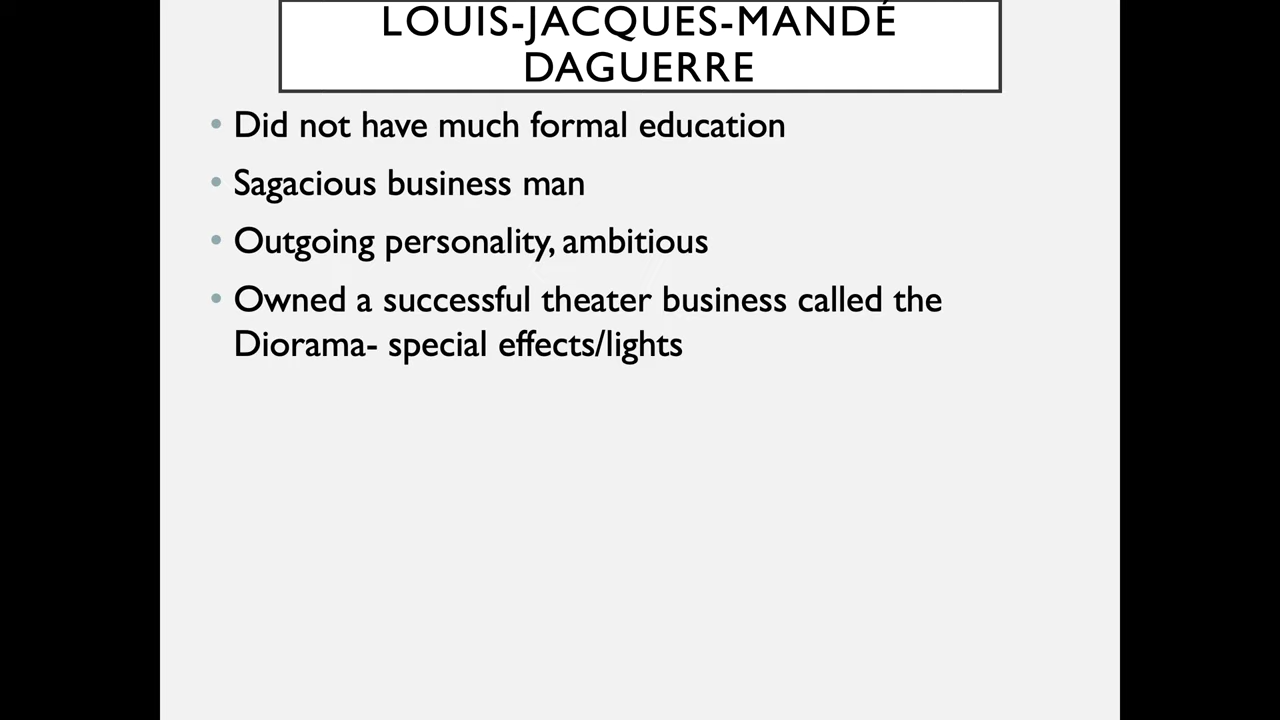 LOUIS-JACQUES-MANDÉ
DAGUERRE
• Did not have much formal education
• Sagacious business man
• Outgoing personality, ambitious
• Owned a successful theater business called the
Diorama- special effects/lights